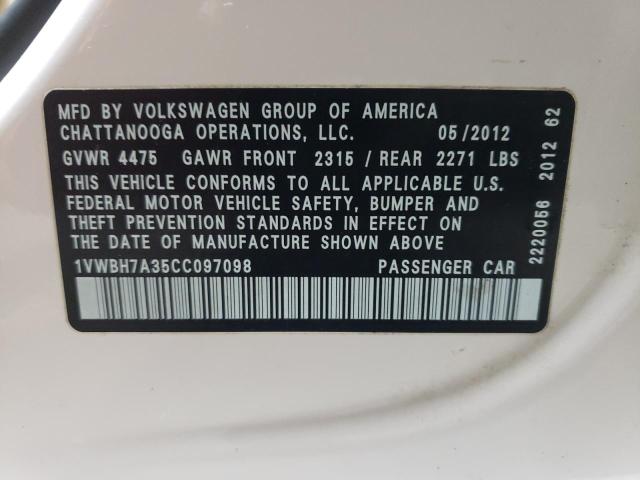 MFD BY VOLKSWAGEN GROUP OF AMERICA
CHATTANOOGA OPERATIONS, LLC. 05/2012
GVWR 4475 GAWR FRONT 2315 / REAR 2271 LBS
THIS VEHICLE CONFORMS TO ALL APPLICABLE U.S.
FEDERAL MOTOR VEHICLE SAFETY, BUMPER AND
THEFT PREVENTION STANDARDS IN EFFECT ON
THE DATE OF MANUFACTURE SHOWN ABOVE
1VWBH7A35CC097098 PASSENGER CAR
2220056 2012 62